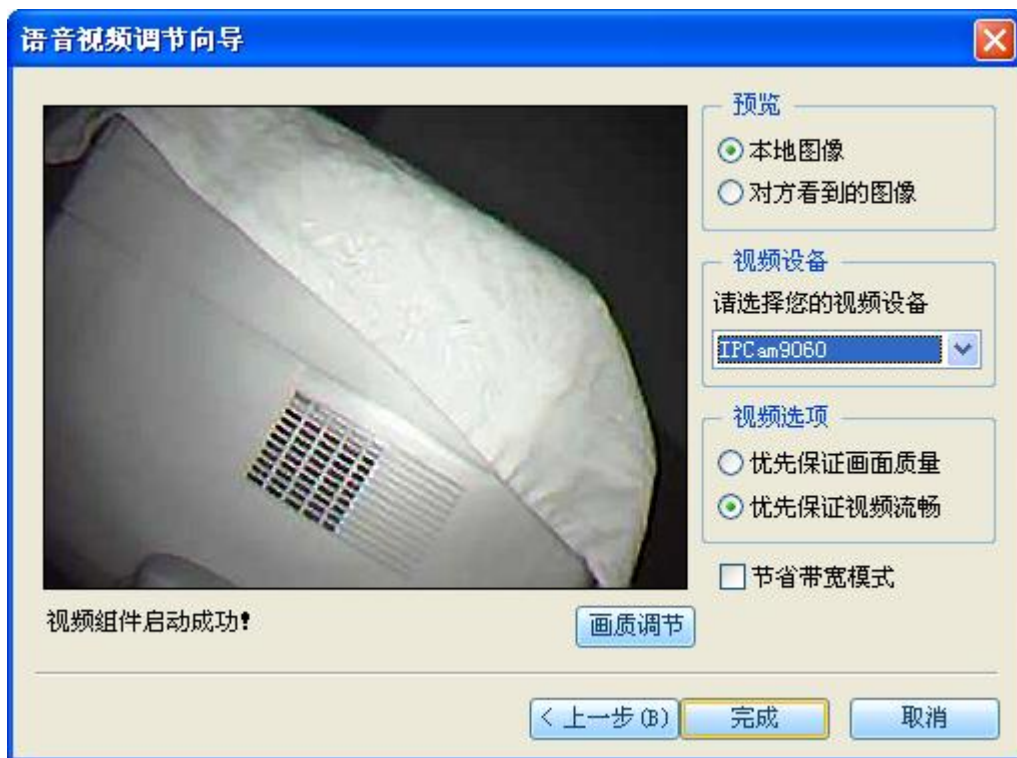 语音视频调节向导
预览
本地图像
对方看到的图像
视频设备
请选择您的视频设备
IPCam9060
视频选项
优先保证画面质量
优先保证视频流畅
节省带宽模式
视频组件启动成功!
画质调节
< 上一步(B)
完成
取消